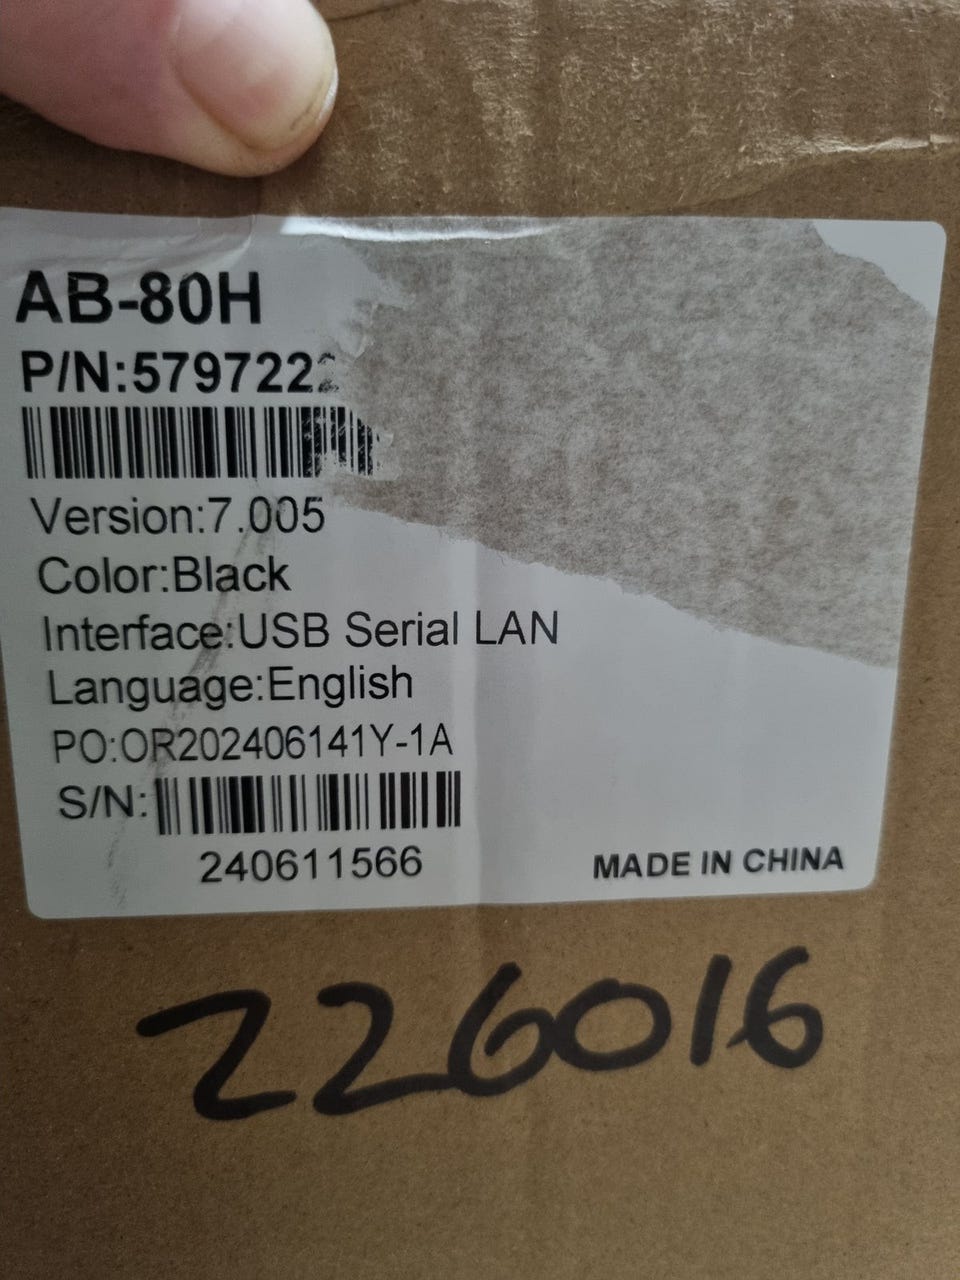 AB-80H
P/N:579722
Version:7.005
Color:Black
Interface:USB Serial LAN
Language:English
PO:OR202406141Y-1A
S/N:
240611566
MADE IN CHINA
226016